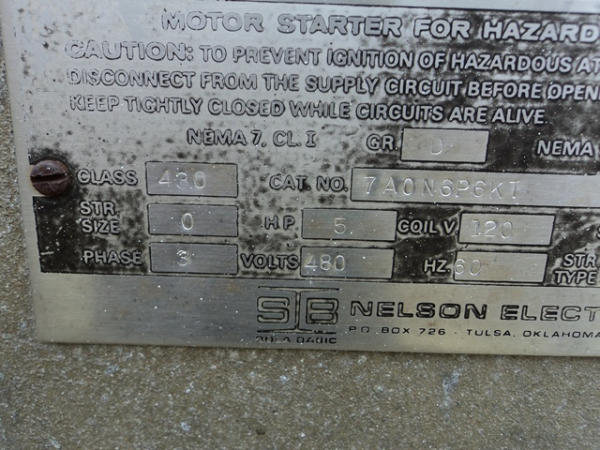 MOTOR STARTER FOR HAZARD
CAUTION: TO PREVENT IGNITION OF HAZARDOUS AT
DISCONNECT FROM THE SUPPLY CIRCUIT BEFORE OPEN
KEEP TIGHTLY CLOSED WHILE CIRCUITS ARE ALIVE.
NEMA 7, CL. I GR. D NEMA
CLASS 430 CAT NO. 7A0N6P6KT
STR. SIZE 0 H.P. 5 COIL V 120 S
PHASE 3 VOLTS 480 HZ. 60 STR TYPE
NELSON ELECT
P.O. BOX 726 · TULSA, OKLAHOMA